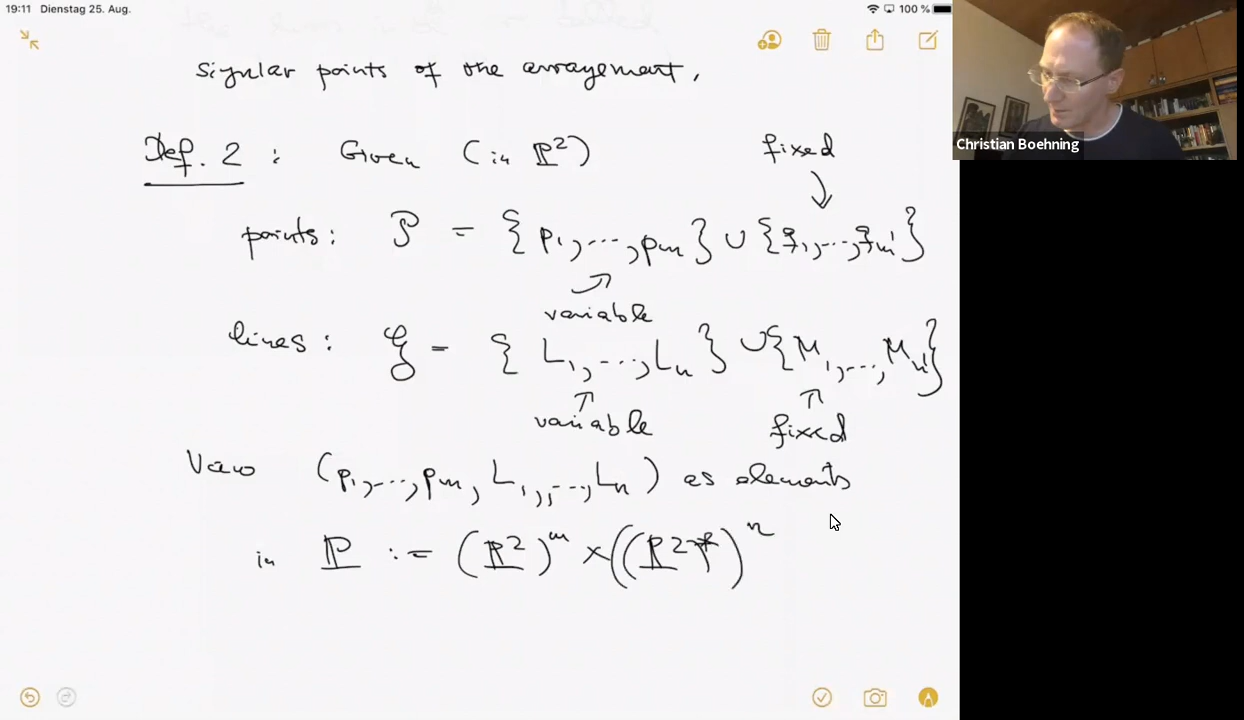 19:11 Dienstag 25. Aug.
100 %
Sigular points of the arrangement.
Christian Boehning
Def. 2 : Given (in ℙ²)
fixed
points: 𝒫 = { p₁,...,pₘ } ∪ { q₁,...,qₘ' }
variable
lines: ℒ = { L₁,...,Lₙ } ∪ { M₁,...,Mₙ' }
variable
fixed
View (p₁,...,pₘ, L₁,...,Lₙ) as elements
in ℙ := (ℙ²)ᵐ × ((ℙ²)*)ⁿ